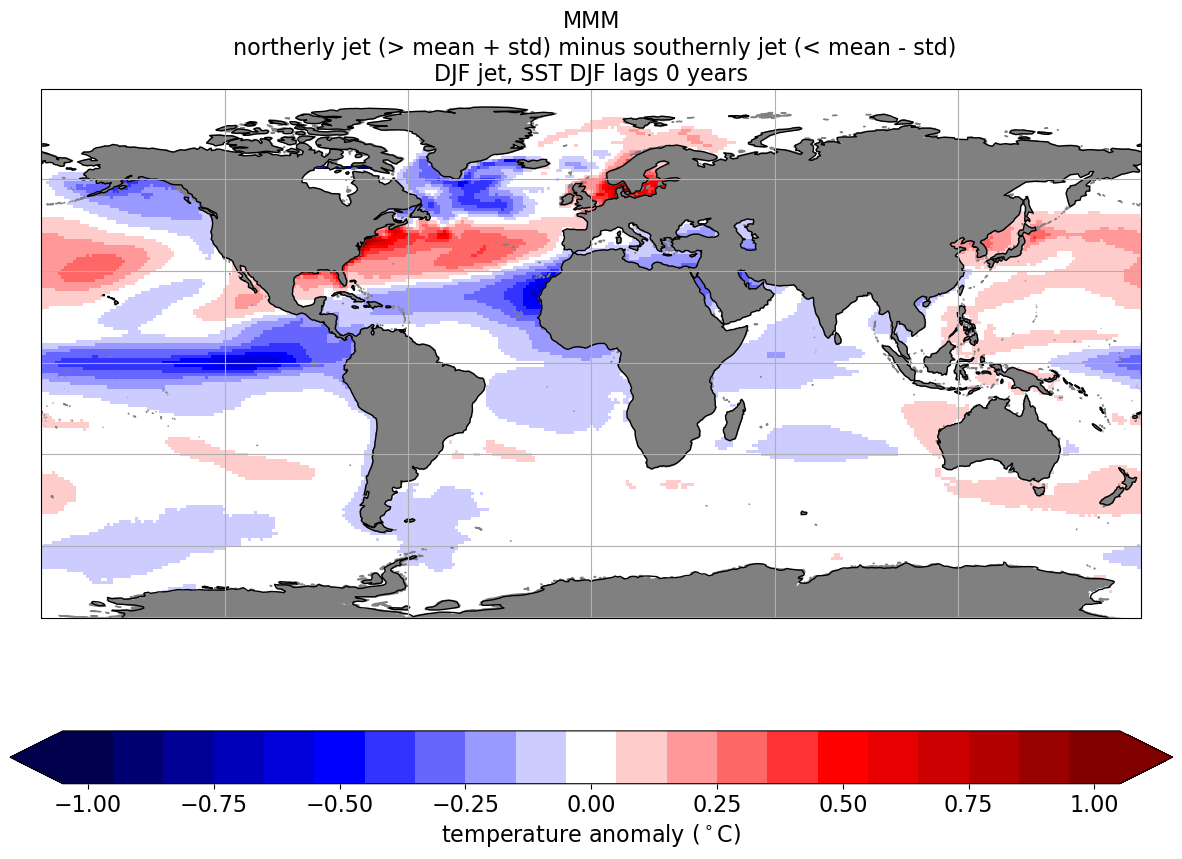 MMM
northerly jet (> mean + std) minus southernly jet (< mean - std)
DJF jet, SST DJF lags 0 years
−1.00 −0.75 −0.50 −0.25 0.00 0.25 0.50 0.75 1.00
temperature anomaly (°C)